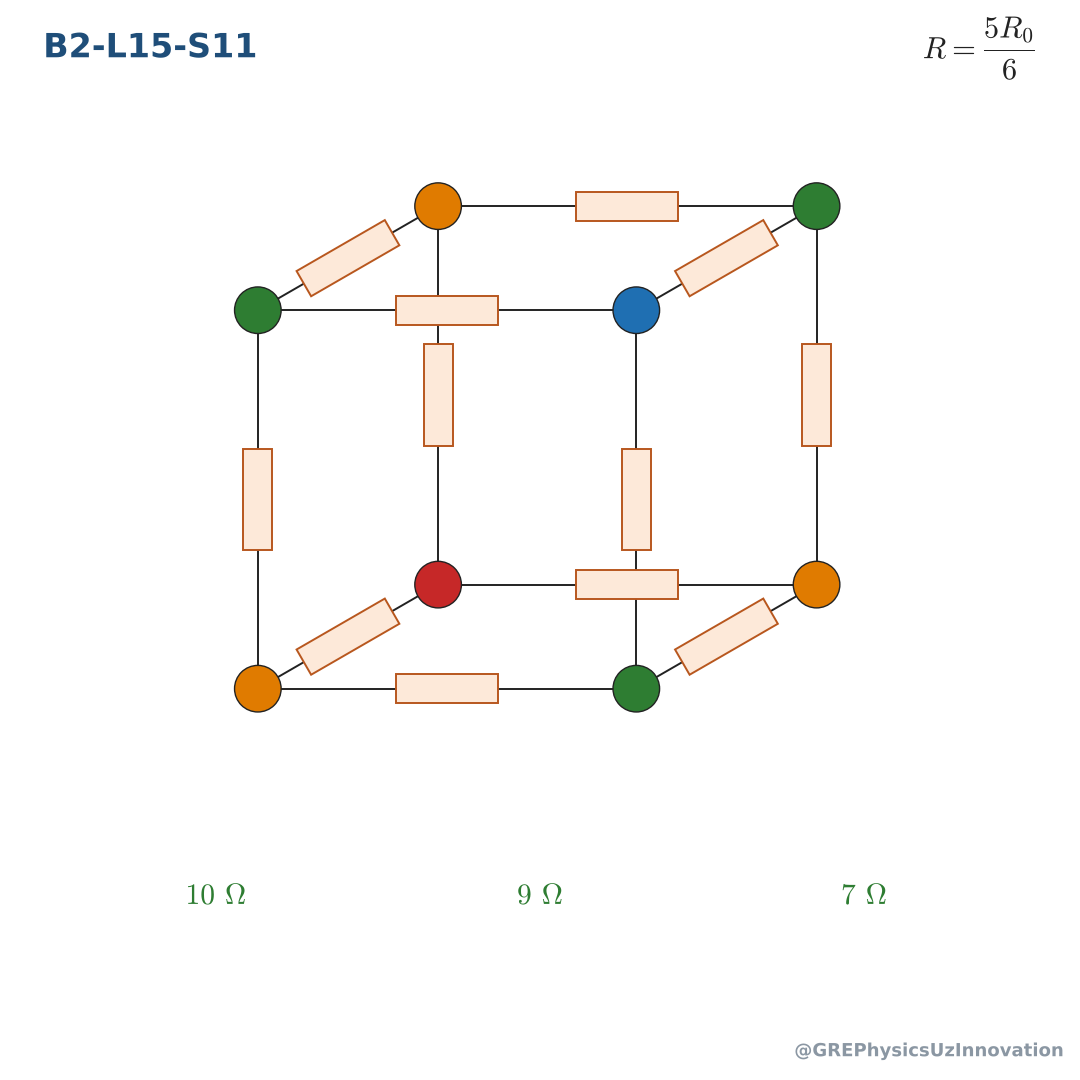 B2-L15-S11
R = 5R₀/6
10 Ω
9 Ω
7 Ω
@GREPhysicsUzInnovation